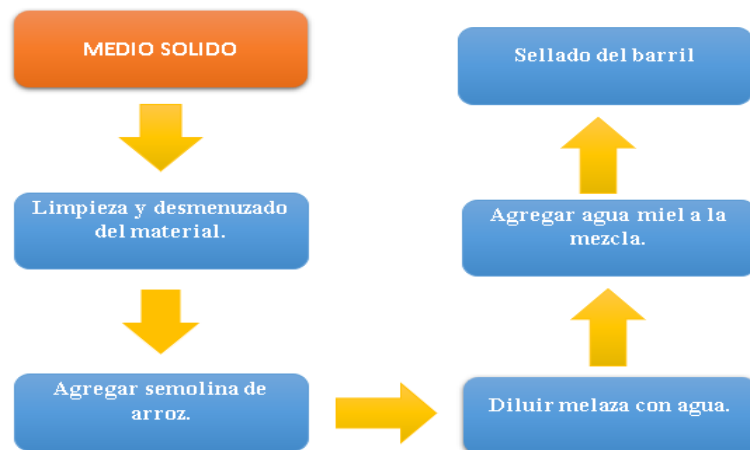 MEDIO SOLIDO
Limpieza y desmenuzado
del material.
Agregar semolina de
arroz.
Diluir melaza con agua.
Agregar agua miel a la
mezcla.
Sellado del barril